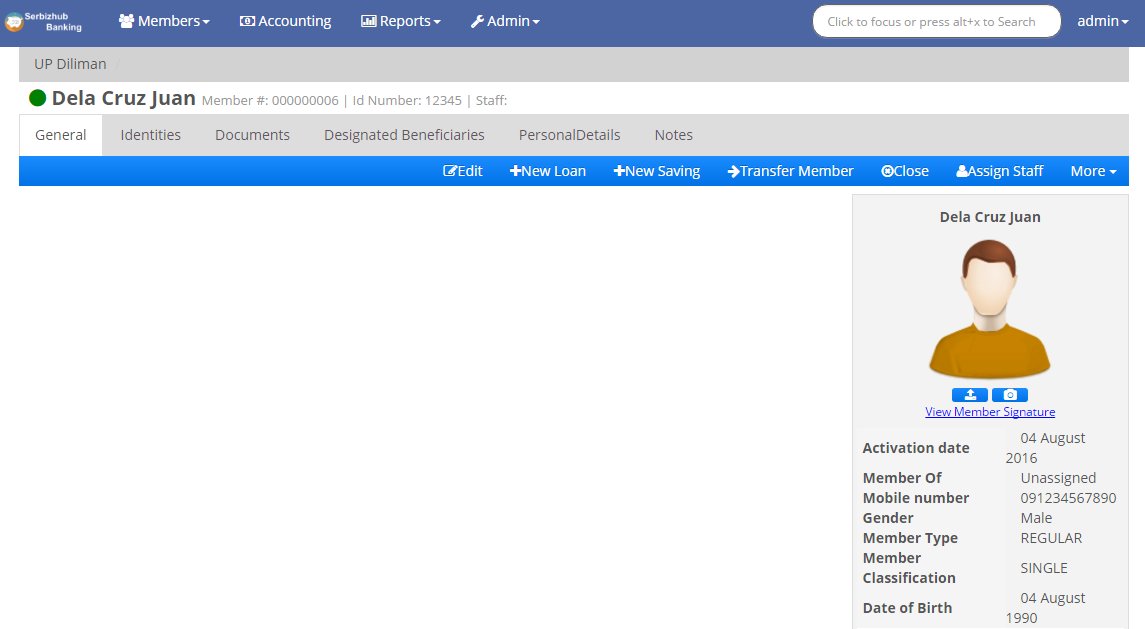 Serbizhub
Banking
Members
Accounting
Reports
Admin
Click to focus or press alt+x to Search
admin
UP Diliman /
Dela Cruz Juan Member #: 000000006 | Id Number: 12345 | Staff:
General Identities Documents Designated Beneficiaries PersonalDetails Notes
Edit New Loan New Saving Transfer Member Close Assign Staff More
Dela Cruz Juan
View Member Signature
Activation date 04 August 2016
Member Of Unassigned
Mobile number 091234567890
Gender Male
Member Type REGULAR
Member Classification SINGLE
Date of Birth 04 August 1990